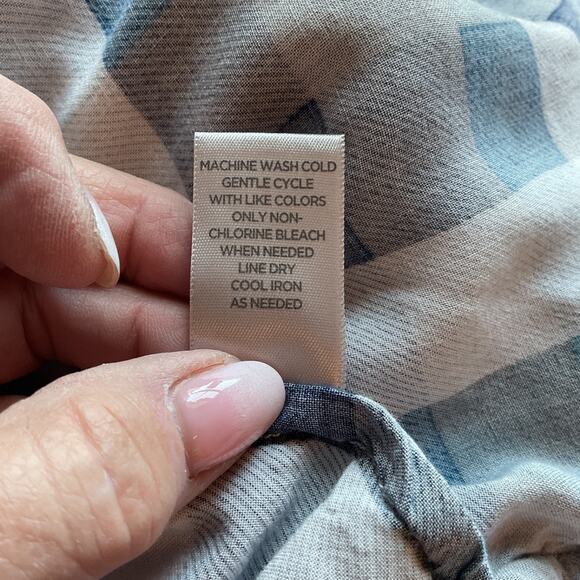 MACHINE WASH COLD
GENTLE CYCLE
WITH LIKE COLORS
ONLY NON-
CHLORINE BLEACH
WHEN NEEDED
LINE DRY
COOL IRON
AS NEEDED